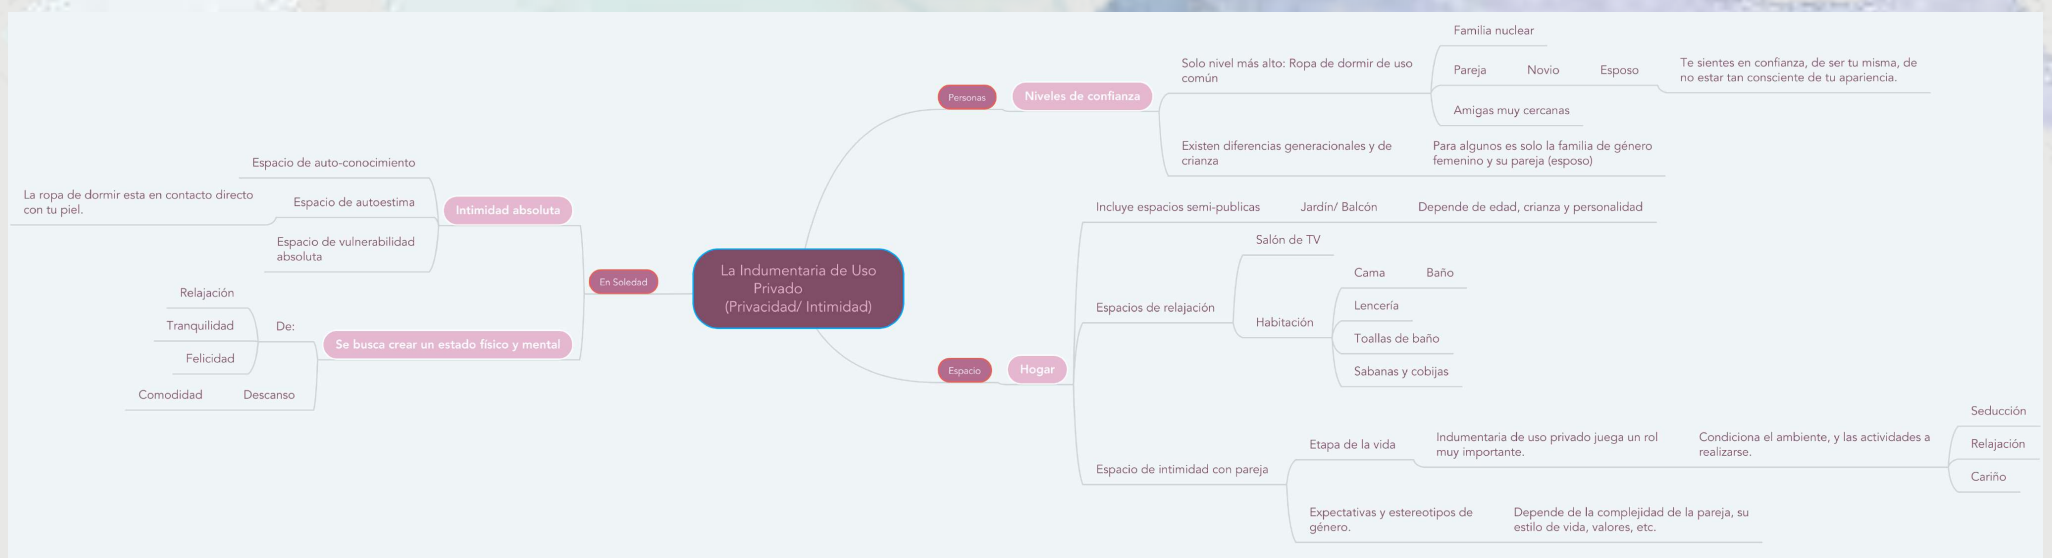 La Indumentaria de Uso
Privado
(Privacidad/ Intimidad)
Personas
Niveles de confianza
Solo nivel más alto: Ropa de dormir de uso
común
Familia nuclear
Pareja Novio Esposo
Te sientes en confianza, de ser tu misma, de
no estar tan consciente de tu apariencia.
Amigas muy cercanas
Existen diferencias generacionales y de
crianza
Para algunos es solo la familia de género
femenino y su pareja (esposo)
Espacio
Hogar
Incluye espacios semi-publicas
Jardín/ Balcón
Depende de edad, crianza y personalidad
Espacios de relajación
Salón de TV
Habitación
Cama Baño
Lencería
Toallas de baño
Sabanas y cobijas
Espacio de intimidad con pareja
Etapa de la vida
Indumentaria de uso privado juega un rol
muy importante.
Condiciona el ambiente, y las actividades a
realizarse.
Seducción
Relajación
Cariño
Expectativas y estereotipos de
género.
Depende de la complejidad de la pareja, su
estilo de vida, valores, etc.
En Soledad
Intimidad absoluta
Espacio de auto-conocimiento
Espacio de autoestima
La ropa de dormir esta en contacto directo
con tu piel.
Espacio de vulnerabilidad
absoluta
Se busca crear un estado físico y mental
De:
Relajación
Tranquilidad
Felicidad
Descanso
Comodidad